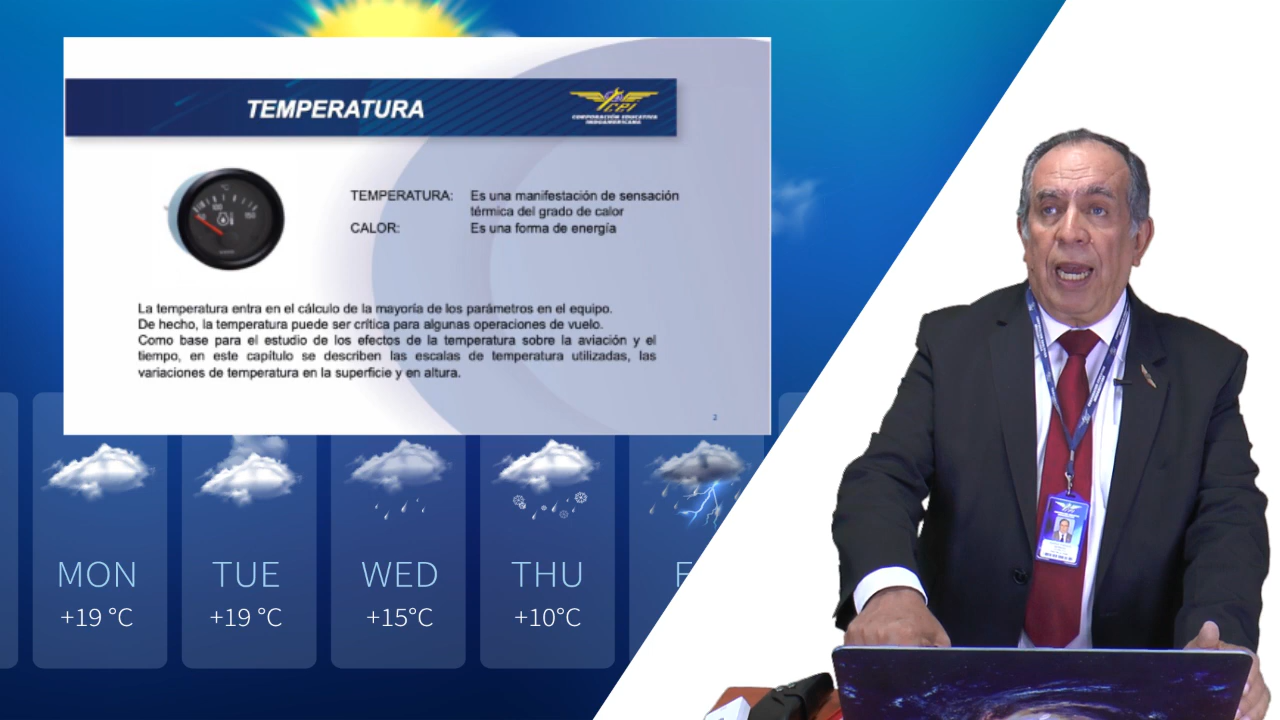 TEMPERATURA
CORPORACIÓN EDUCATIVA
INDOAMERICANA
TEMPERATURA: Es una manifestación de sensación
térmica del grado de calor
CALOR: Es una forma de energía
°C
100
150
La temperatura entra en el cálculo de la mayoría de los parámetros en el equipo.
De hecho, la temperatura puede ser crítica para algunas operaciones de vuelo.
Como base para el estudio de los efectos de la temperatura sobre la aviación y el
tiempo, en este capítulo se describen las escalas de temperatura utilizadas, las
variaciones de temperatura en la superficie y en altura.
2
MON TUE WED THU
+19 °C +19 °C +15°C +10°C